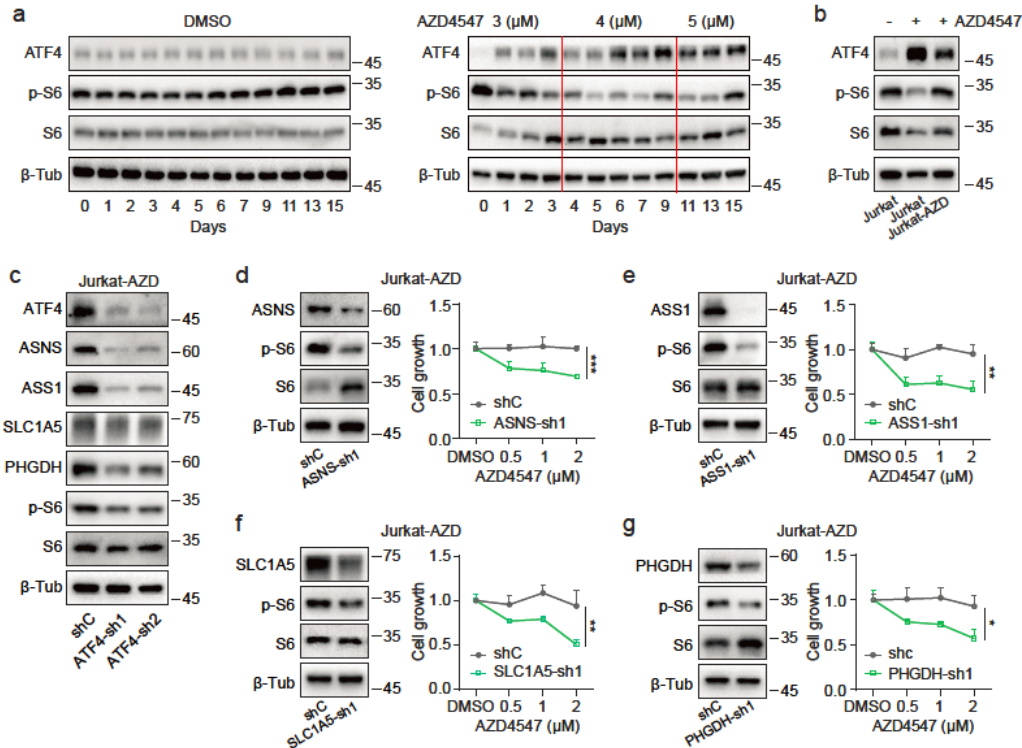 a
DMSO
ATF4
p-S6
S6
β-Tub
–45
–35
–35
–45
0 1 2 3 4 5 6 7 9 11 13 15
Days
AZD4547 3 (μM) 4 (μM) 5 (μM)
ATF4
p-S6
S6
β-Tub
–45
–35
–35
–45
0 1 2 3 4 5 6 7 9 11 13 15
Days
b
- + + AZD4547
ATF4
p-S6
S6
β-Tub
–45
–35
–35
–45
Jurkat
Jurkat
Jurkat-AZD
c
Jurkat-AZD
ATF4
ASNS
ASS1
SLC1A5
PHGDH
p-S6
S6
β-Tub
–45
–60
–45
–75
–60
–35
–35
–45
shC
ATF4-sh1
ATF4-sh2
d
Jurkat-AZD
ASNS
p-S6
S6
β-Tub
–60
–35
–35
–45
shC
ASNS-sh1
Cell growth
1.5
1.0
0.5
0.0
***
shC
ASNS-sh1
DMSO 0.5 1 2
AZD4547 (μM)
e
Jurkat-AZD
ASS1
p-S6
S6
β-Tub
–45
–35
–35
–45
shC
ASS1-sh1
Cell growth
1.5
1.0
0.5
0.0
**
shC
ASS1-sh1
DMSO 0.5 1 2
AZD4547 (μM)
f
Jurkat-AZD
SLC1A5
p-S6
S6
β-Tub
–75
–35
–35
–45
shC
SLC1A5-sh1
Cell growth
1.5
1.0
0.5
0.0
**
shC
SLC1A5-sh1
DMSO 0.5 1 2
AZD4547 (μM)
g
Jurkat-AZD
PHGDH
p-S6
S6
β-Tub
60
–35
–35
–45
shC
PHGDH-sh1
Cell growth
1.5
1.0
0.5
0.0
*
shc
PHGDH-sh1
DMSO 0.5 1 2
AZD4547 (μM)